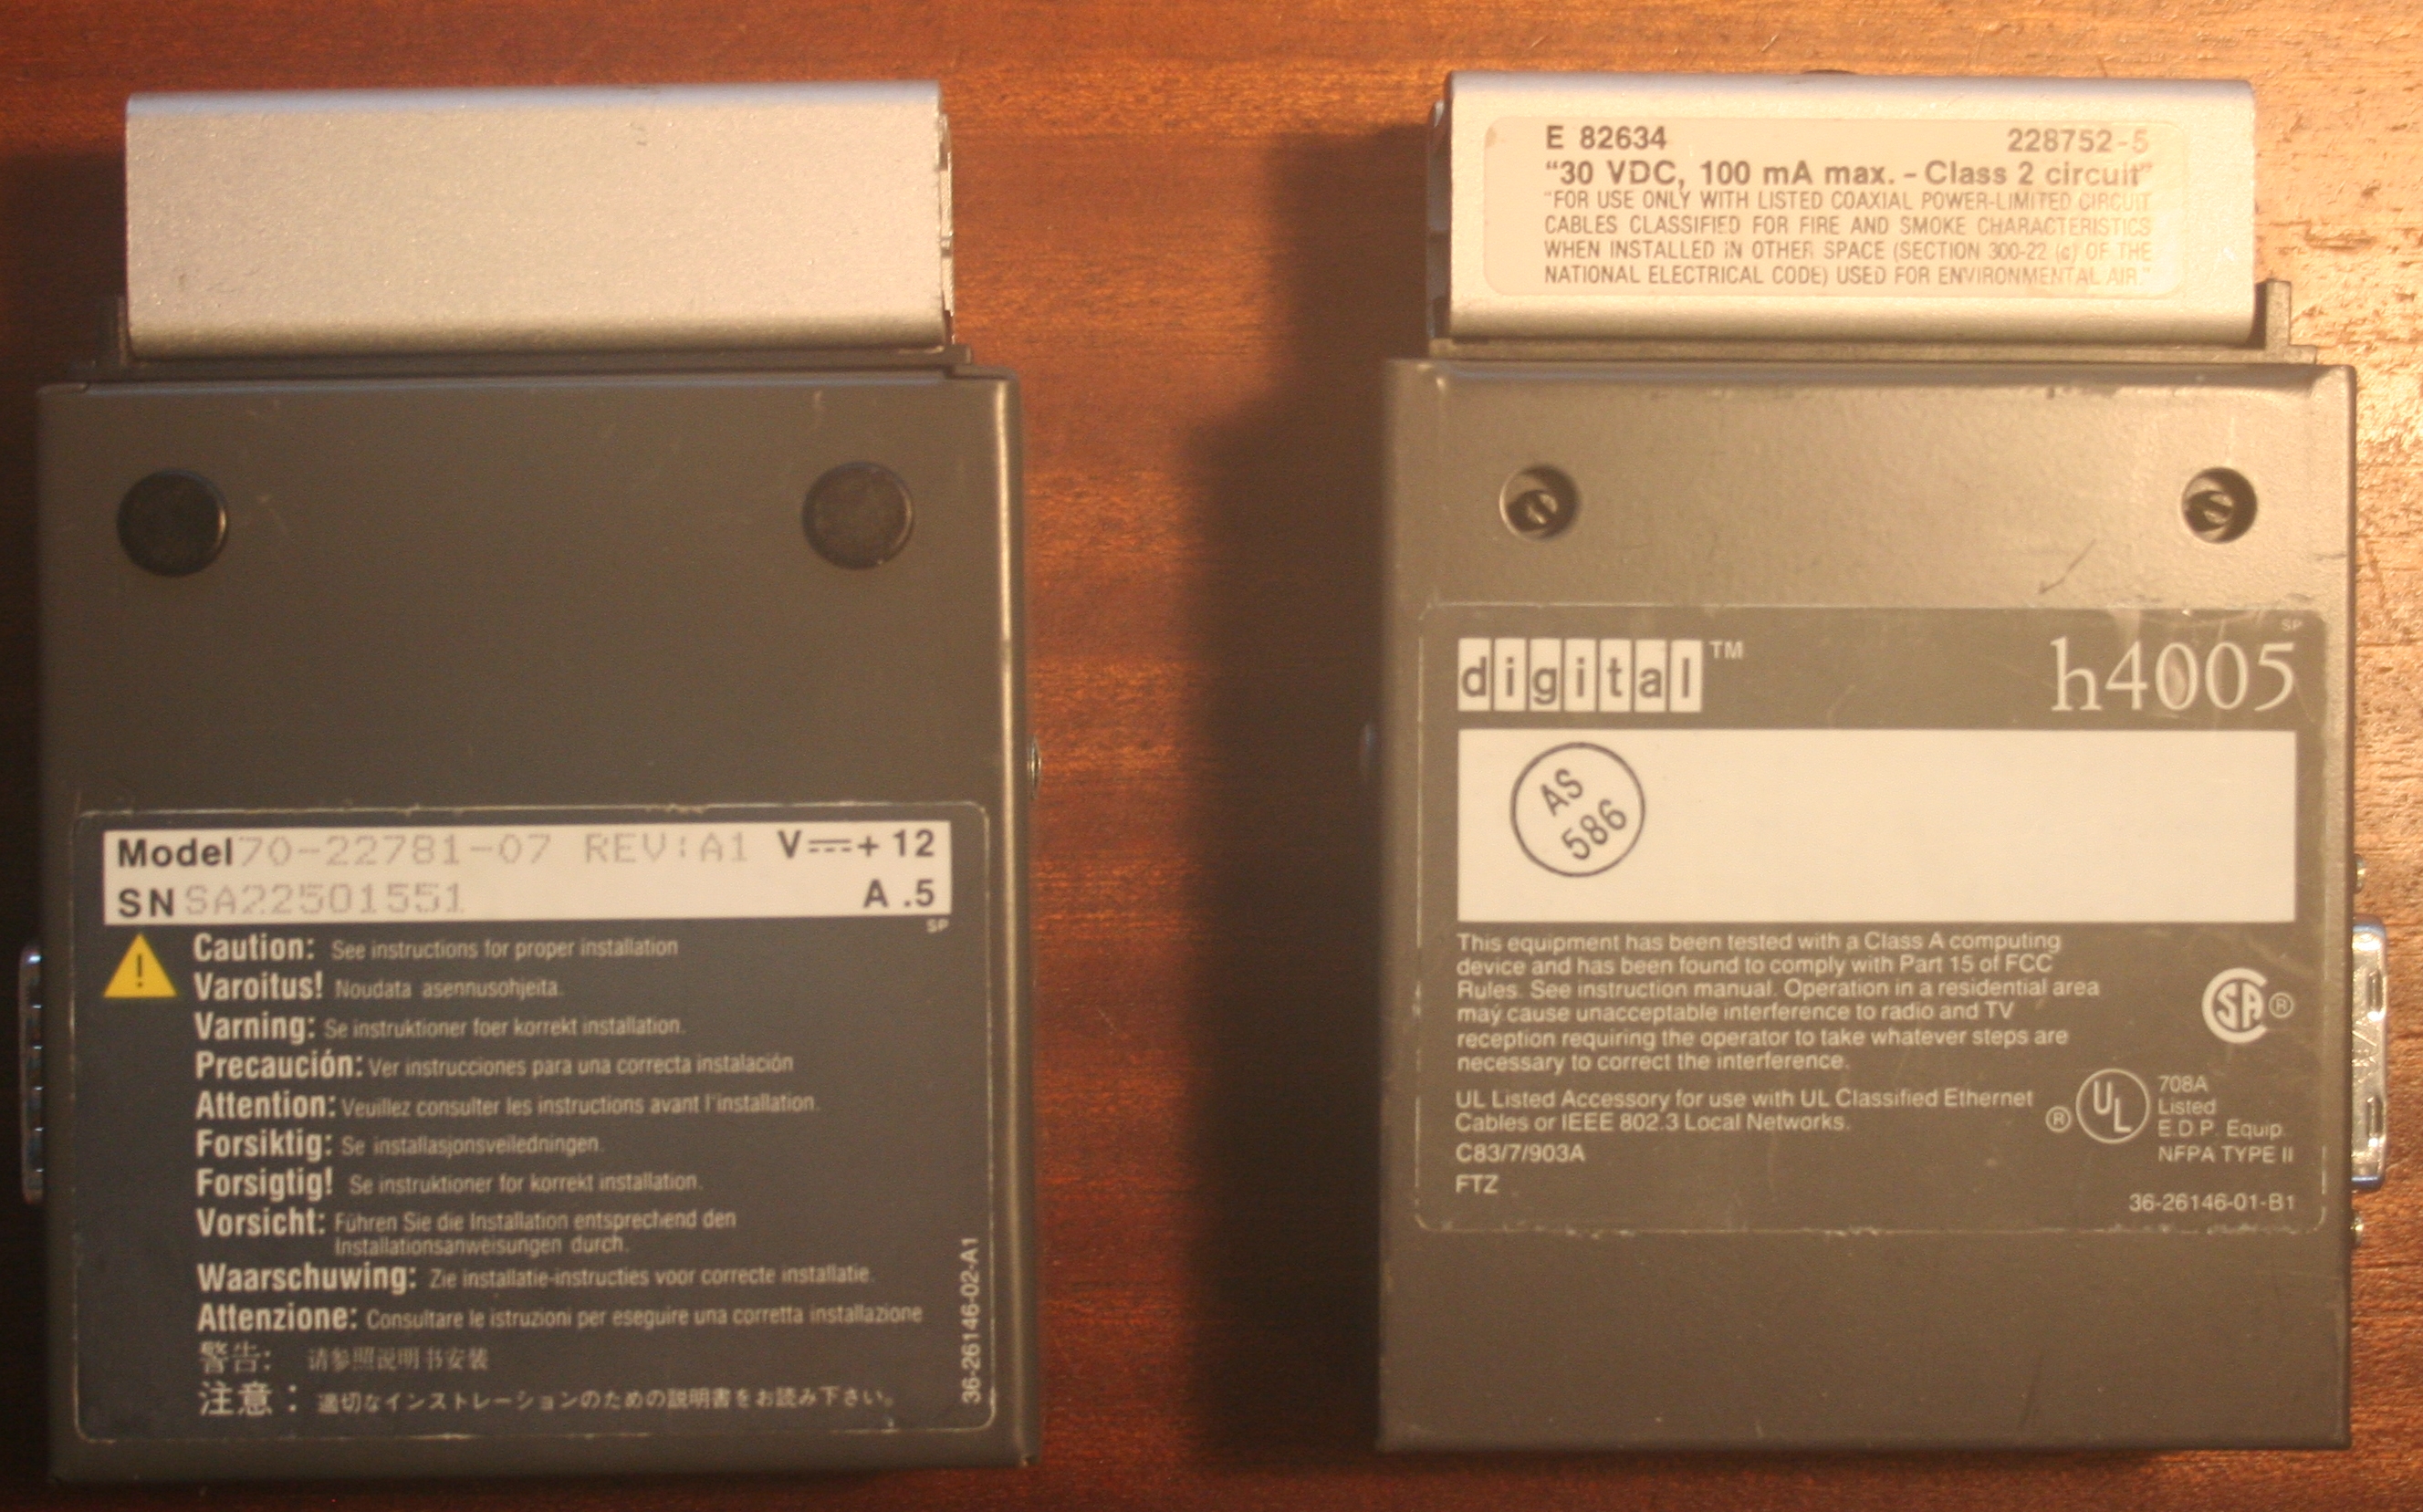 Model 70-22781-07 REV:A1 V⎓+ 12
SN SA22501551 A .5
SP
Caution: See instructions for proper installation
Varoitus! Noudata asennusohjeita.
Varning: Se instruktioner foer korrekt installation.
Precaución: Ver instrucciones para una correcta instalación
Attention: Veuillez consulter les instructions avant l'installation.
Forsiktig: Se installasjonsveiledningen.
Forsigtig! Se instruktioner for korrekt installation.
Vorsicht: Führen Sie die Installation entsprechend den
Installationsanweisungen durch.
Waarschuwing: Zie installatie-instructies voor correcte installatie.
Attenzione: Consultare le istruzioni per eseguire una corretta installazione
警告: 请参照说明书安装
注意: 適切なインストレーションのための説明書をお読み下さい。
36-26146-02-A1
E 82634 228752-5
"30 VDC, 100 mA max. - Class 2 circuit"
"FOR USE ONLY WITH LISTED COAXIAL POWER-LIMITED CIRCUIT
CABLES CLASSIFIED FOR FIRE AND SMOKE CHARACTERISTICS
WHEN INSTALLED IN OTHER SPACE (SECTION 300-22 (c) OF THE
NATIONAL ELECTRICAL CODE) USED FOR ENVIRONMENTAL AIR."
SP
digital™ h4005
AS
586
This equipment has been tested with a Class A computing
device and has been found to comply with Part 15 of FCC
Rules. See instruction manual. Operation in a residential area
may cause unacceptable interference to radio and TV
reception requiring the operator to take whatever steps are
necessary to correct the interference.
SA ®
UL Listed Accessory for use with UL Classified Ethernet
Cables or IEEE 802.3 Local Networks.
C83/7/903A
FTZ
® UL
708A
Listed
E.D.P. Equip.
NFPA TYPE II
36-26146-01-B1